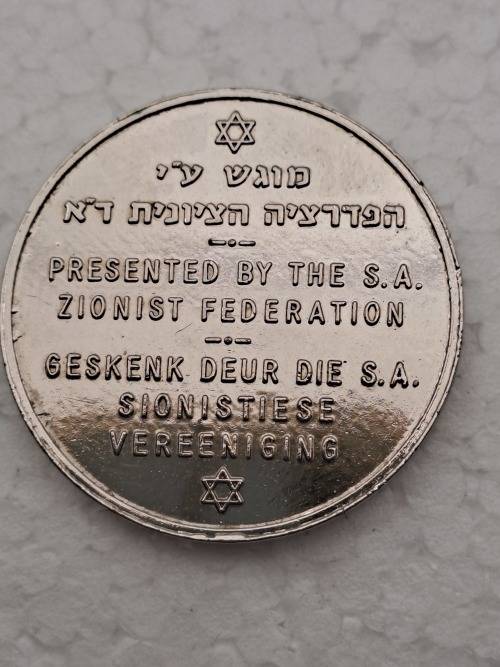 מוגש ע"י
הפדרציה הציונית ד"א
PRESENTED BY THE S.A.
ZIONIST FEDERATION
GESKENK DEUR DIE S.A.
SIONISTIESE
VEREENIGING